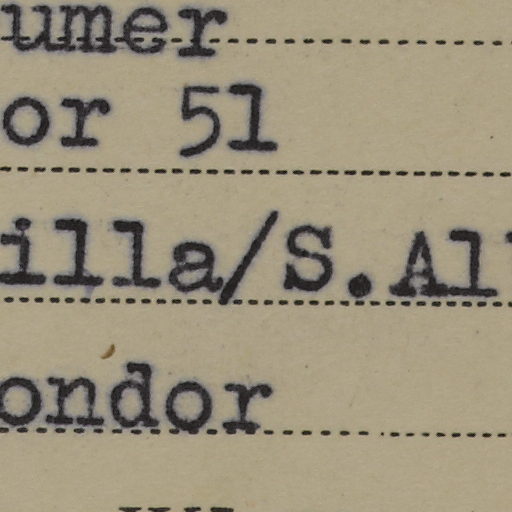 umer
or 51
illa/S.Al
ondor